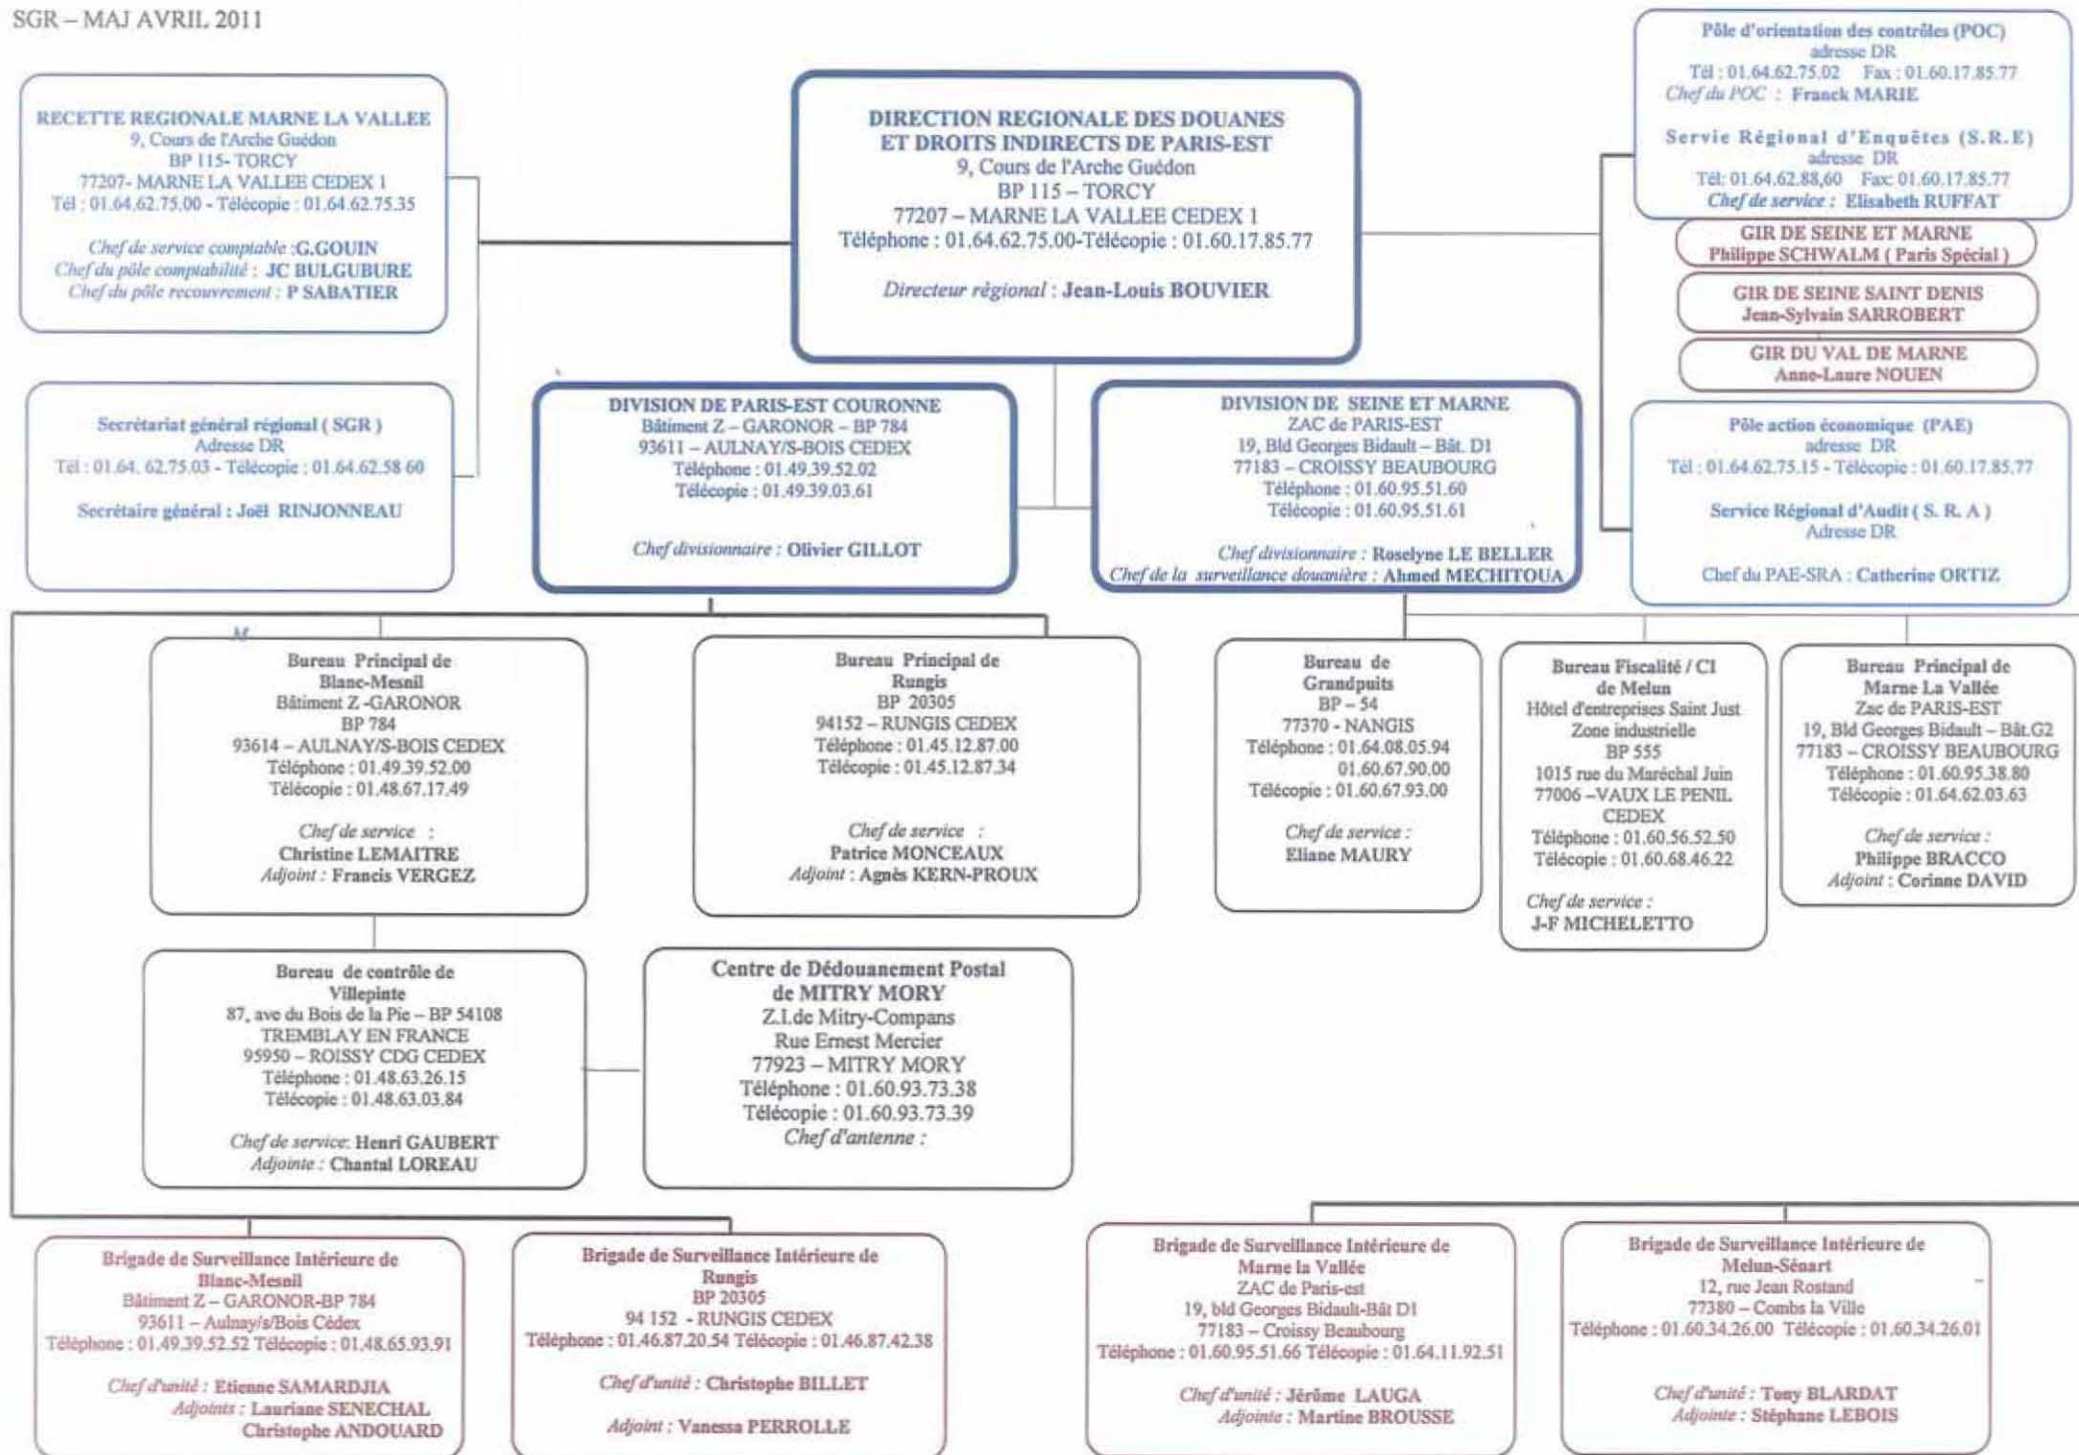 SGR – MAJ AVRIL 2011
RECETTE REGIONALE MARNE LA VALLEE
9, Cours de l'Arche Guédon
BP 115- TORCY
77207- MARNE LA VALLEE CEDEX 1
Tél : 01.64.62.75.00 - Télécopie : 01.64.62.75.35
Chef de service comptable :G.GOUIN
Chef du pôle comptabilité : JC BULGUBURE
Chef du pôle recouvrement : P SABATIER
DIRECTION REGIONALE DES DOUANES
ET DROITS INDIRECTS DE PARIS-EST
9, Cours de l'Arche Guédon
BP 115 – TORCY
77207 – MARNE LA VALLEE CEDEX 1
Téléphone : 01.64.62.75.00-Télécopie : 01.60.17.85.77
Directeur régional : Jean-Louis BOUVIER
Pôle d'orientation des contrôles (POC)
adresse DR
Tél : 01.64.62.75.02 Fax : 01.60.17.85.77
Chef du POC : Franck MARIE
Servie Régional d'Enquêtes (S.R.E)
adresse DR
Tél: 01.64.62.88,60 Fax: 01.60.17.85.77
Chef de service : Elisabeth RUFFAT
GIR DE SEINE ET MARNE
Philippe SCHWALM ( Paris Spécial )
GIR DE SEINE SAINT DENIS
Jean-Sylvain SARROBERT
GIR DU VAL DE MARNE
Anne-Laure NOUEN
Secrétariat général régional ( SGR )
Adresse DR
Tél : 01.64. 62.75.03 - Télécopie : 01.64.62.58 60
Secrétaire général : Joël RINJONNEAU
DIVISION DE PARIS-EST COURONNE
Bâtiment Z – GARONOR – BP 784
93611 – AULNAY/S-BOIS CEDEX
Téléphone : 01.49.39.52.02
Télécopie : 01.49.39.03.61
Chef divisionnaire : Olivier GILLOT
DIVISION DE SEINE ET MARNE
ZAC de PARIS-EST
19, Bld Georges Bidault – Bât. D1
77183 – CROISSY BEAUBOURG
Téléphone : 01.60.95.51.60
Télécopie : 01.60.95.51.61
Chef divisionnaire : Roselyne LE BELLER
Chef de la surveillance douanière : Ahmed MECHITOUA
Pôle action économique (PAE)
adresse DR
Tél : 01.64.62.75.15 - Télécopie : 01.60.17.85,77
Service Régional d'Audit ( S. R. A )
Adresse DR
Chef du PAE-SRA : Catherine ORTIZ
M
Bureau Principal de
Blanc-Mesnil
Bâtiment Z -GARONOR
BP 784
93614 – AULNAY/S-BOIS CEDEX
Téléphone : 01.49.39.52.00
Télécopie : 01.48.67.17.49
Chef de service :
Christine LEMAITRE
Adjoint : Francis VERGEZ
Bureau Principal de
Rungis
BP 20305
94152 – RUNGIS CEDEX
Téléphone : 01.45.12.87.00
Télécopie : 01.45.12.87.34
Chef de service :
Patrice MONCEAUX
Adjoint : Agnès KERN-PROUX
Bureau de
Grandpuits
BP – 54
77370 - NANGIS
Téléphone : 01.64.08.05.94
01.60.67.90.00
Télécopie : 01.60.67.93.00
Chef de service :
Eliane MAURY
Bureau Fiscalité / CI
de Melun
Hôtel d'entreprises Saint Just
Zone industrielle
BP 555
1015 rue du Maréchal Juin
77006 –VAUX LE PENIL
CEDEX
Téléphone : 01.60.56.52.50
Télécopie : 01.60.68.46.22
Chef de service :
J-F MICHELETTO
Bureau Principal de
Marne La Vallée
Zac de PARIS-EST
19, Bld Georges Bidault – Bât.G2
77183 – CROISSY BEAUBOURG
Téléphone : 01.60.95.38.80
Télécopie : 01.64.62.03.63
Chef de service :
Philippe BRACCO
Adjoint : Corinne DAVID
Bureau de contrôle de
Villepinte
87, ave du Bois de la Pie – BP 54108
TREMBLAY EN FRANCE
95950 – ROISSY CDG CEDEX
Téléphone : 01.48.63.26.15
Télécopie : 01.48.63.03.84
Chef de service: Henri GAUBERT
Adjointe : Chantal LOREAU
Centre de Dédouanement Postal
de MITRY MORY
Z.I.de Mitry-Compans
Rue Ernest Mercier
77923 – MITRY MORY
Téléphone : 01.60.93.73.38
Télécopie : 01.60.93.73.39
Chef d'antenne :
Brigade de Surveillance Intérieure de
Blanc-Mesnil
Bâtiment Z – GARONOR-BP 784
93611 – Aulnay/s/Bois Cédex
Téléphone : 01.49.39.52.52 Télécopie : 01.48.65.93.91
Chef d'unité : Etienne SAMARDJIA
Adjoints : Lauriane SENECHAL
Christophe ANDOUARD
Brigade de Surveillance Intérieure de
Rungis
BP 20305
94 152 - RUNGIS CEDEX
Téléphone : 01.46.87.20.54 Télécopie : 01.46.87.42.38
Chef d'unité : Christophe BILLET
Adjoint : Vanessa PERROLLE
Brigade de Surveillance Intérieure de
Marne la Vallée
ZAC de Paris-est
19, bld Georges Bidault-Bât D1
77183 – Croissy Beaubourg
Téléphone : 01.60.95.51.66 Télécopie : 01.64.11.92.51
Chef d'unité : Jérôme LAUGA
Adjointe : Martine BROUSSE
Brigade de Surveillance Intérieure de
Melun-Sénart
12, rue Jean Rostand
77380 – Combs la Ville
Téléphone : 01.60.34.26.00 Télécopie : 01.60.34.26.01
Chef d'unité : Tony BLARDAT
Adjointe : Stéphane LEBOIS